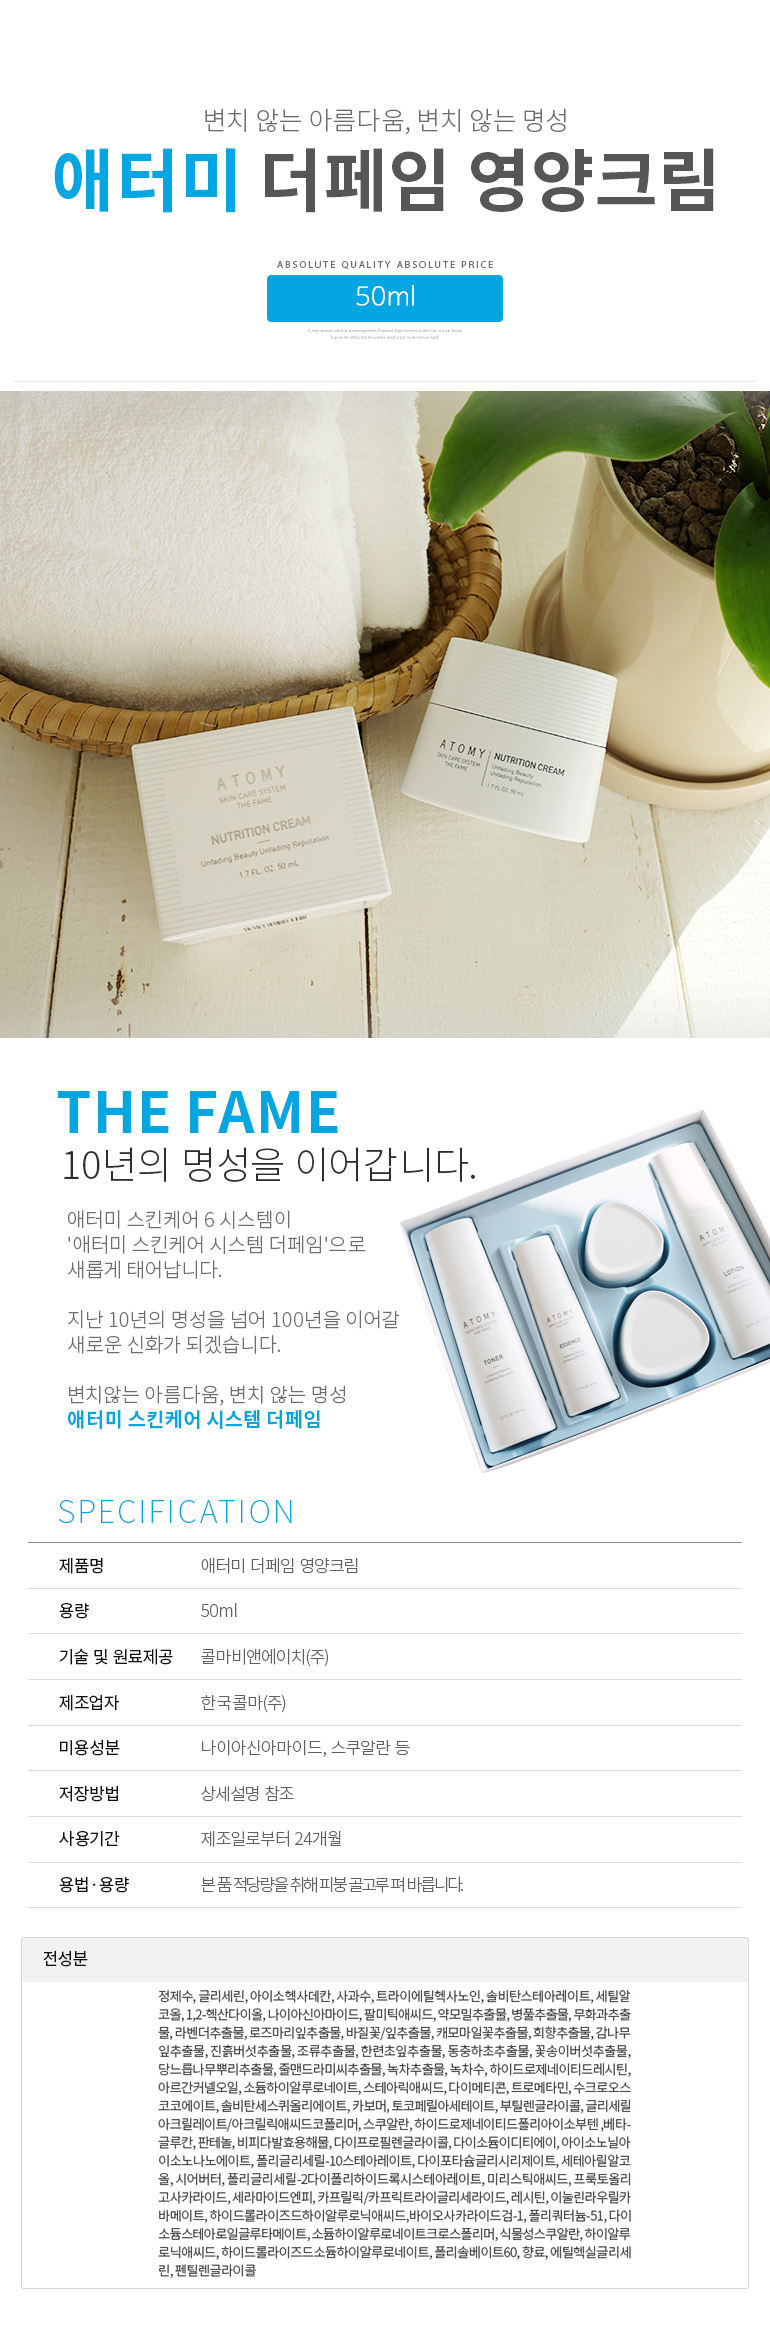 변치 않는 아름다움, 변치 않는 명성
애터미 더페임 영양크림
ABSOLUTE QUALITY ABSOLUTE PRICE
50ml
ATOMY
SKIN CARE SYSTEM
THE FAME
NUTRITION CREAM
Unfading Beauty Unfading Reputation
1.7 FL. OZ. 50 mL
ATOMY
SKIN CARE SYSTEM
THE FAME
NUTRITION CREAM
Unfading Beauty
Unfading Reputation
1.7 FL. OZ. 50 mL
THE FAME
10년의 명성을 이어갑니다.
애터미 스킨케어 6 시스템이
'애터미 스킨케어 시스템 더페임'으로
새롭게 태어납니다.
지난 10년의 명성을 넘어 100년을 이어갈
새로운 신화가 되겠습니다.
변치않는 아름다움, 변치 않는 명성
애터미 스킨케어 시스템 더페임
ATOMY
TONER
ATOMY
ESSENCE
ATOMY
LOTION
SPECIFICATION
제품명 애터미 더페임 영양크림
용량 50ml
기술 및 원료제공 콜마비앤에이치(주)
제조업자 한국콜마(주)
미용성분 나이아신아마이드, 스쿠알란 등
저장방법 상세설명 참조
사용기간 제조일로부터 24개월
용법·용량 본 품 적당량을 취해 피붕 골고루 펴 바릅니다.
전성분
정제수, 글리세린, 아이소헥사데칸, 사과수, 트라이에틸헥사노인, 솔비탄스테아레이트, 세틸알
코올, 1,2-헥산다이올, 나이아신아마이드, 팔미틱애씨드, 약모밀추출물, 병풀추출물, 무화과추출
물, 라벤더추출물, 로즈마리잎추출물, 바질꽃/잎추출물, 캐모마일꽃추출물, 회향추출물, 감나무
잎추출물, 진흙버섯추출물, 조류추출물, 한련초잎추출물, 동충하초추출물, 꽃송이버섯추출물,
당느릅나무뿌리추출물, 줄맨드라미씨추출물, 녹차추출물, 녹차수, 하이드로제네이티드레시틴,
아르간커넬오일, 소듐하이알루로네이트, 스테아릭애씨드, 다이메티콘, 트로메타민, 수크로오스
코코에이트, 솔비탄세스퀴올리에이트, 카보머, 토코페릴아세테이트, 부틸렌글라이콜, 글리세릴
아크릴레이트/아크릴릭애씨드코폴리머, 스쿠알란, 하이드로제네이티드폴리아이소부텐 ,베타-
글루칸, 판테놀, 비피다발효용해물, 다이프로필렌글라이콜, 다이소듐이디티에이, 아이소노닐아
이소노나노에이트, 폴리글리세릴-10스테아레이트, 다이포타슘글리시리제이트, 세테아릴알코
올, 시어버터, 폴리글리세릴-2다이폴리하이드록시스테아레이트, 미리스틱애씨드, 프룩토올리
고사카라이드, 세라마이드엔피, 카프릴릭/카프릭트라이글리세라이드, 레시틴, 이눌린라우릴카
바메이트, 하이드롤라이즈드하이알루로닉애씨드,바이오사카라이드검-1, 폴리쿼터늄-51, 다이
소듐스테아로일글루타메이트, 소듐하이알루로네이트크로스폴리머, 식물성스쿠알란, 하이알루
로닉애씨드, 하이드롤라이즈드소듐하이알루로네이트, 폴리솔베이트60, 향료, 에틸헥실글리세
린, 펜틸렌글라이콜